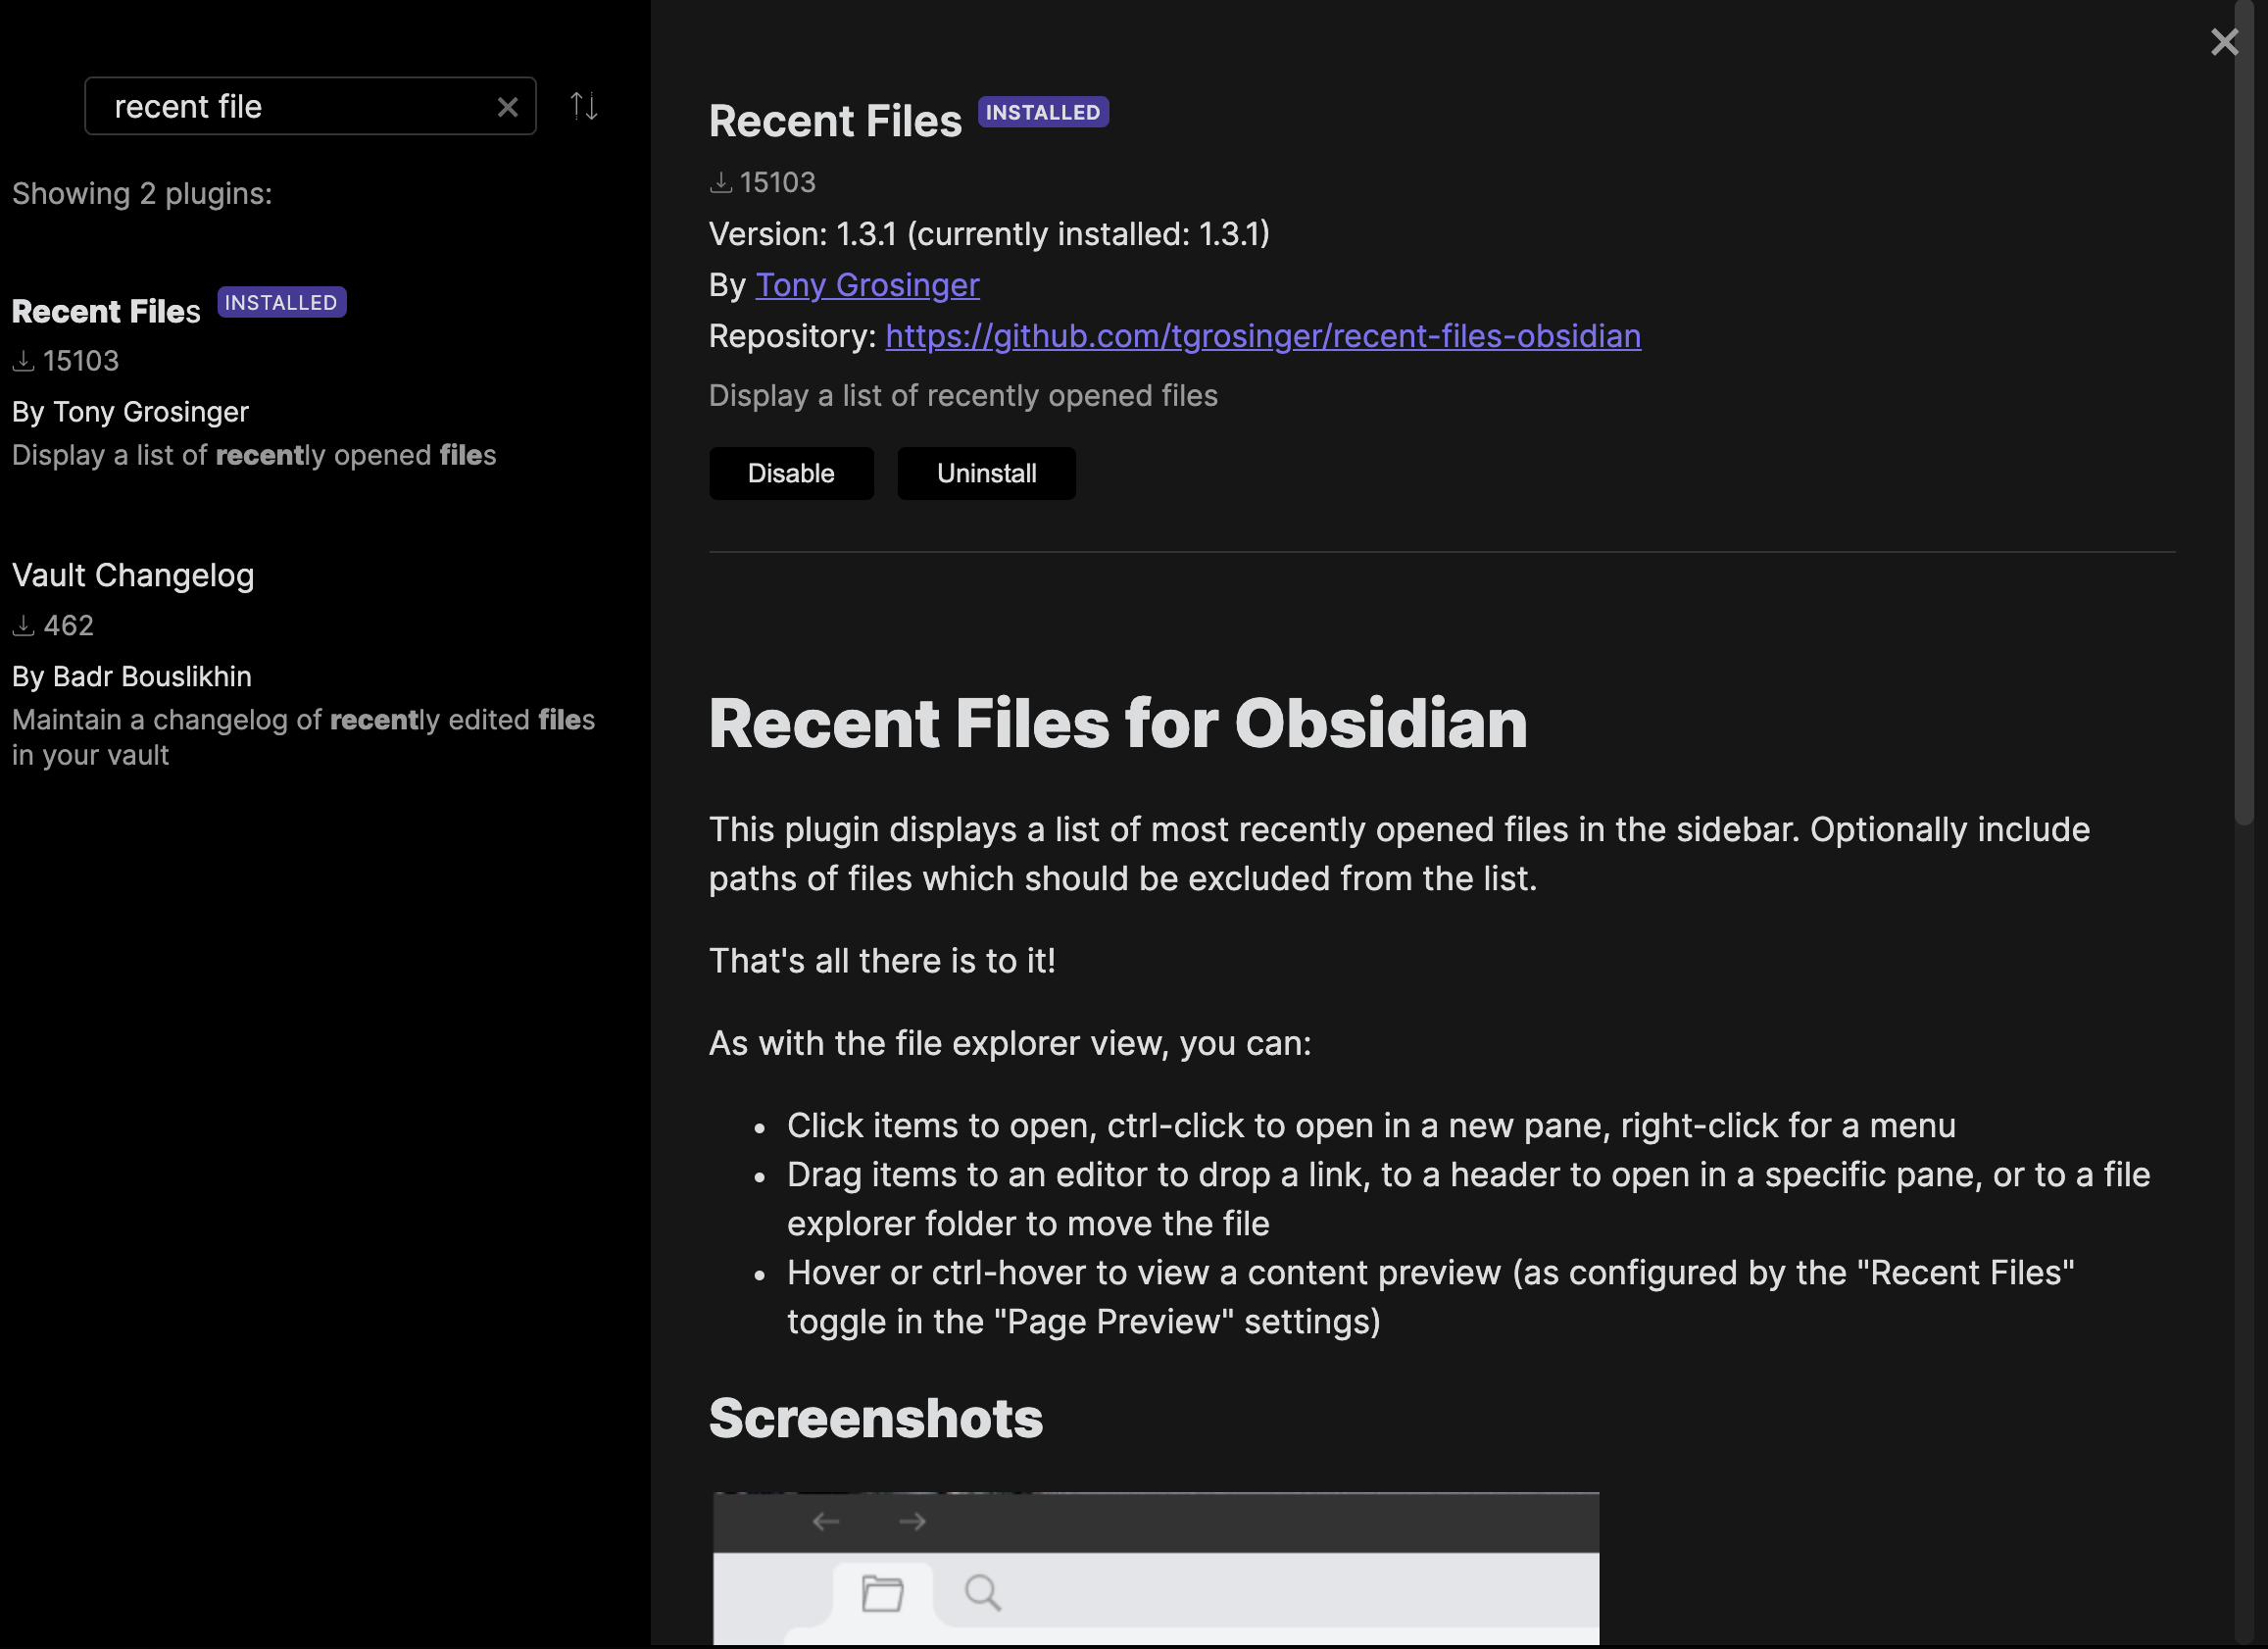 recent file
Showing 2 plugins:
Recent Files INSTALLED
15103
By Tony Grosinger
Display a list of recently opened files
Vault Changelog
462
By Badr Bouslikhin
Maintain a changelog of recently edited files
in your vault
Recent Files INSTALLED
15103
Version: 1.3.1 (currently installed: 1.3.1)
By Tony Grosinger
Repository: https://github.com/tgrosinger/recent-files-obsidian
Display a list of recently opened files
Disable Uninstall
Recent Files for Obsidian
This plugin displays a list of most recently opened files in the sidebar. Optionally include
paths of files which should be excluded from the list.
That's all there is to it!
As with the file explorer view, you can:
• Click items to open, ctrl-click to open in a new pane, right-click for a menu
• Drag items to an editor to drop a link, to a header to open in a specific pane, or to a file
explorer folder to move the file
• Hover or ctrl-hover to view a content preview (as configured by the "Recent Files"
toggle in the "Page Preview" settings)
Screenshots